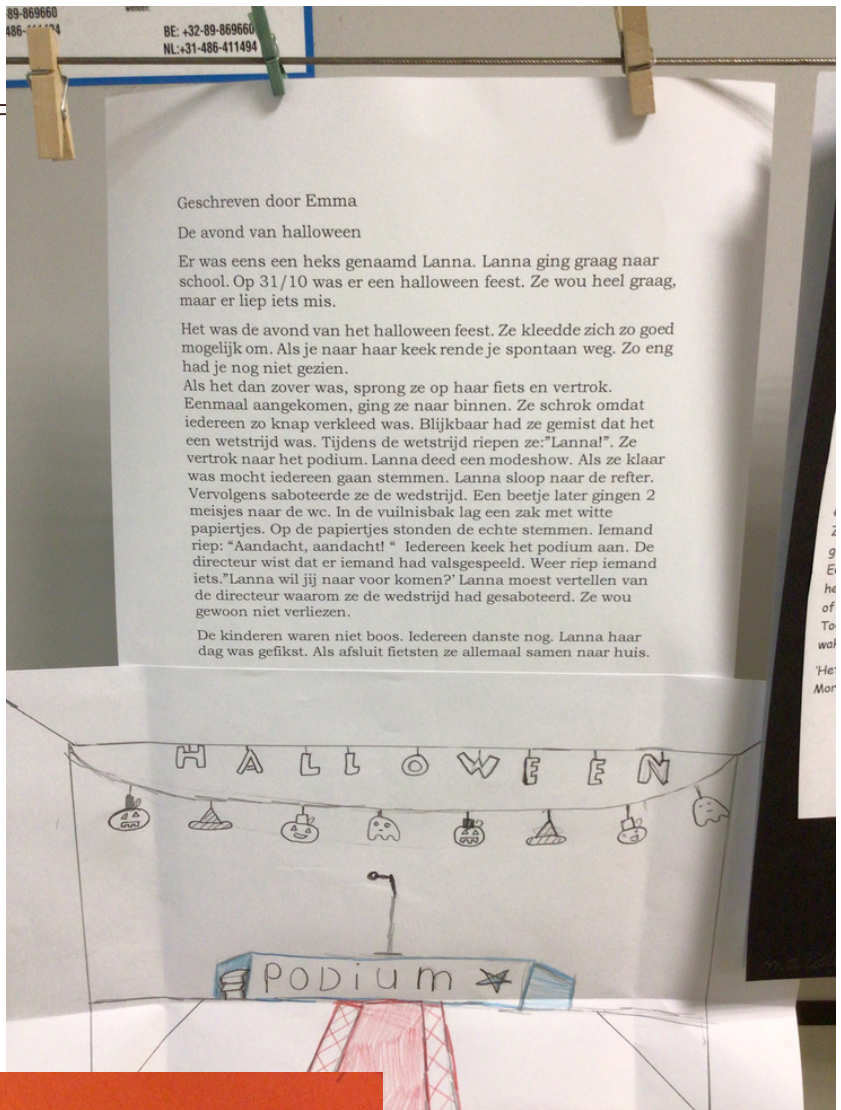 89-869660
BE: +32-89-869660
NL:+31-486-411494
Geschreven door Emma
De avond van halloween
Er was eens een heks genaamd Lanna. Lanna ging graag naar
school. Op 31/10 was er een halloween feest. Ze wou heel graag,
maar er liep iets mis.
Het was de avond van het halloween feest. Ze kleedde zich zo goed
mogelijk om. Als je naar haar keek rende je spontaan weg. Zo eng
had je nog niet gezien.
Als het dan zover was, sprong ze op haar fiets en vertrok.
Eenmaal aangekomen, ging ze naar binnen. Ze schrok omdat
iedereen zo knap verkleed was. Blijkbaar had ze gemist dat het
een wetstrijd was. Tijdens de wetstrijd riepen ze:”Lanna!”. Ze
vertrok naar het podium. Lanna deed een modeshow. Als ze klaar
was mocht iedereen gaan stemmen. Lanna sloop naar de refter.
Vervolgens saboteerde ze de wedstrijd. Een beetje later gingen 2
meisjes naar de wc. In de vuilnisbak lag een zak met witte
papiertjes. Op de papiertjes stonden de echte stemmen. Iemand
riep: “Aandacht, aandacht! “ Iedereen keek het podium aan. De
directeur wist dat er iemand had valsgespeeld. Weer riep iemand
iets.”Lanna wil jij naar voor komen?’ Lanna moest vertellen van
de directeur waarom ze de wedstrijd had gesaboteerd. Ze wou
gewoon niet verliezen.
De kinderen waren niet boos. Iedereen danste nog. Lanna haar
dag was gefikst. Als afsluit fietsten ze allemaal samen naar huis.
HALLOWEEN
PODIUM
he
of
To
wak
'He
Mor